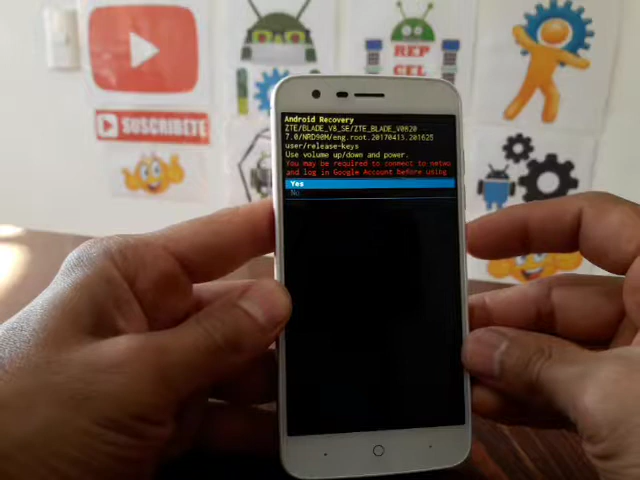 REP
CEL
SUSCRIBETE
Android Recovery
ZTE/BLADE_V8_SE/ZTE_BLADE_V0820
7.0/NRD90M/eng.root.20170413.201625
user/release-keys
Use volume up/down and power.
You may be required to connect to netwo
and log in Google Account before using
Yes
No